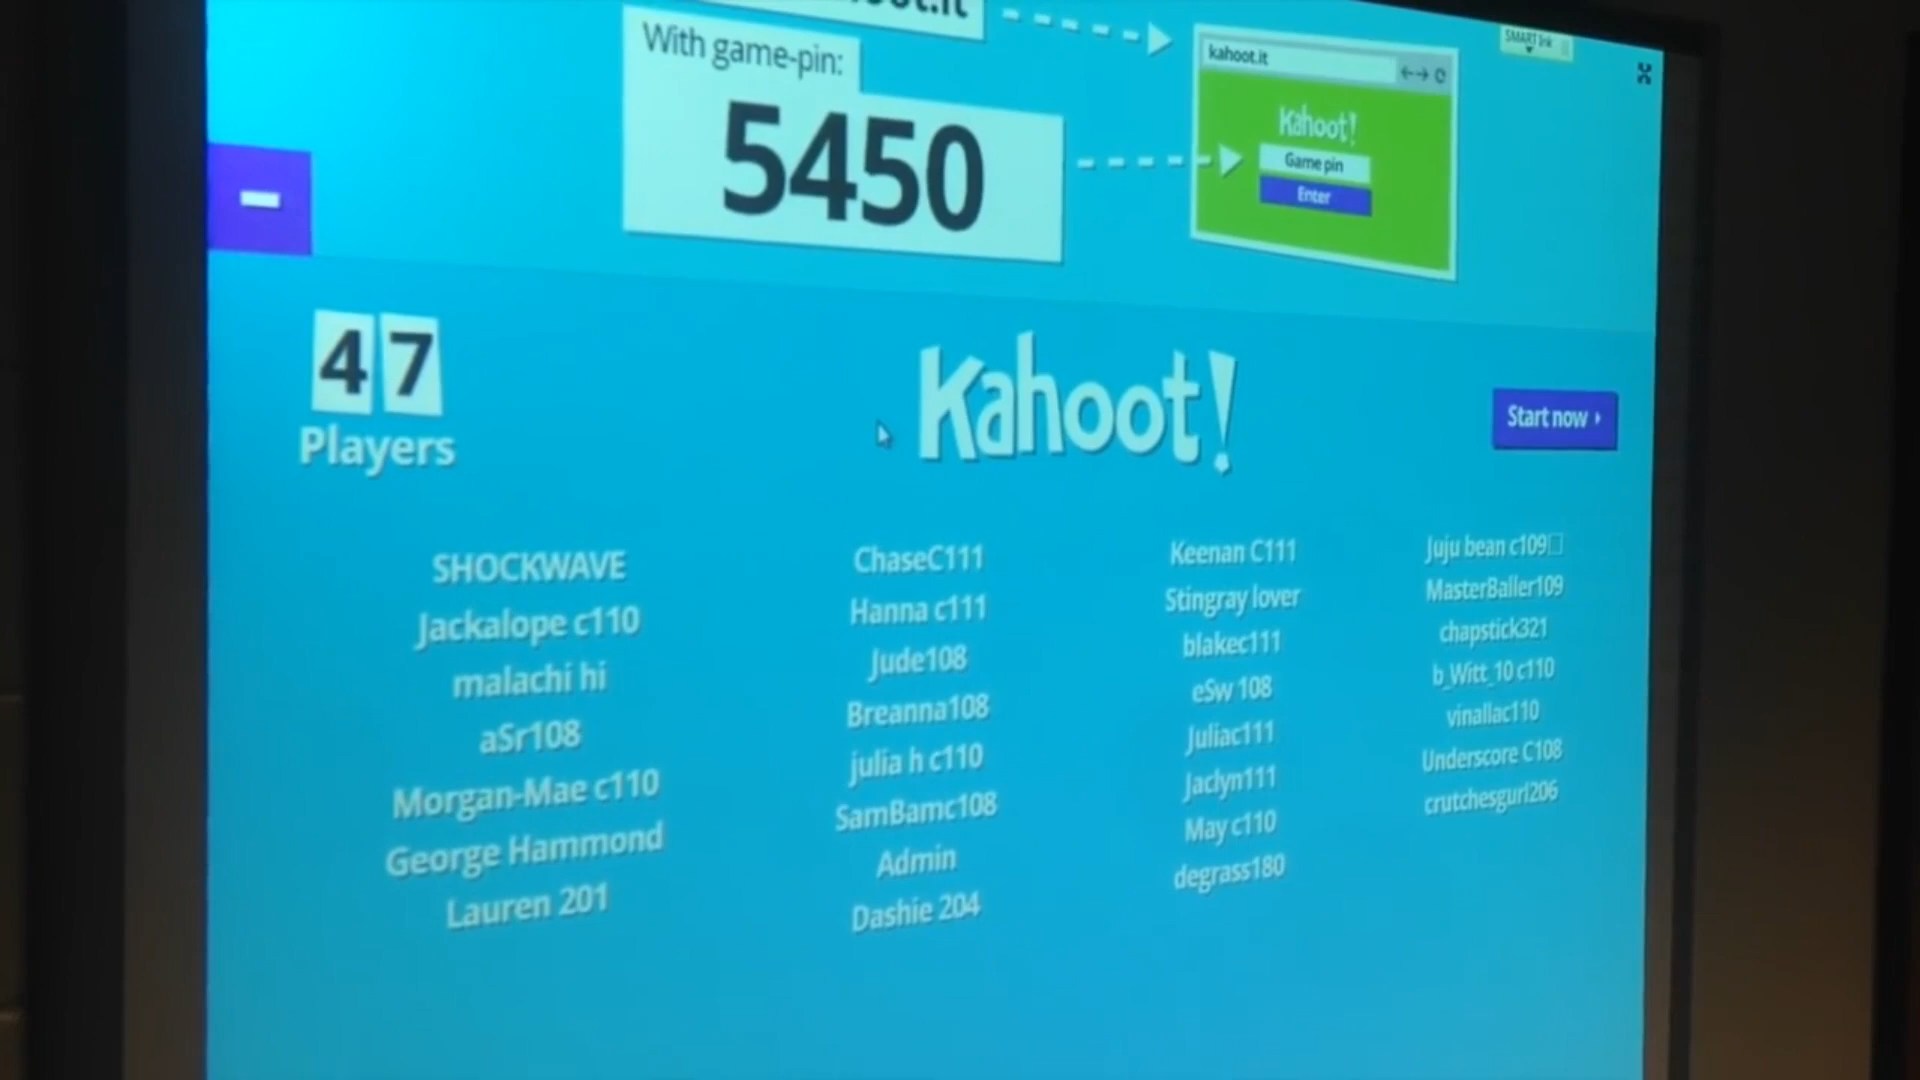 With game-pin:
5450
kahoot.it
Kahoot!
Game pin
Enter
SMART Ink
47
Players
Kahoot!
Start now
SHOCKWAVE
Jackalope c110
malachi hi
aSr108
Morgan-Mae c110
George Hammond
Lauren 201
ChaseC111
Hanna c111
Jude108
Breanna108
julia h c110
SamBamc108
Admin
Dashie 204
Keenan C111
Stingray lover
blakec111
eSw 108
Juliac111
Jaclyn111
May c110
degrass180
Juju bean c109
MasterBaller109
chapstick321
b_Witt_10 c110
vinallac110
Underscore C108
crutchesgurl206